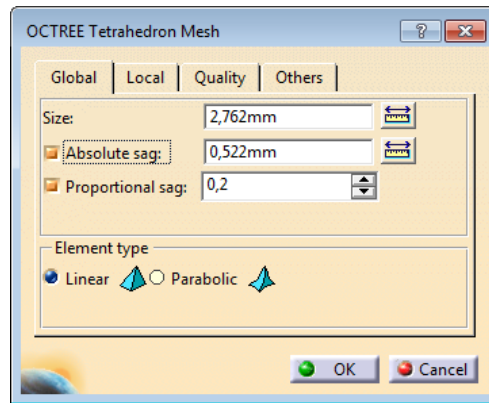 OCTREE Tetrahedron Mesh
Global Local Quality Others
Size: 2,762mm
Absolute sag: 0,522mm
Proportional sag: 0,2
Element type
Linear Parabolic
OK Cancel